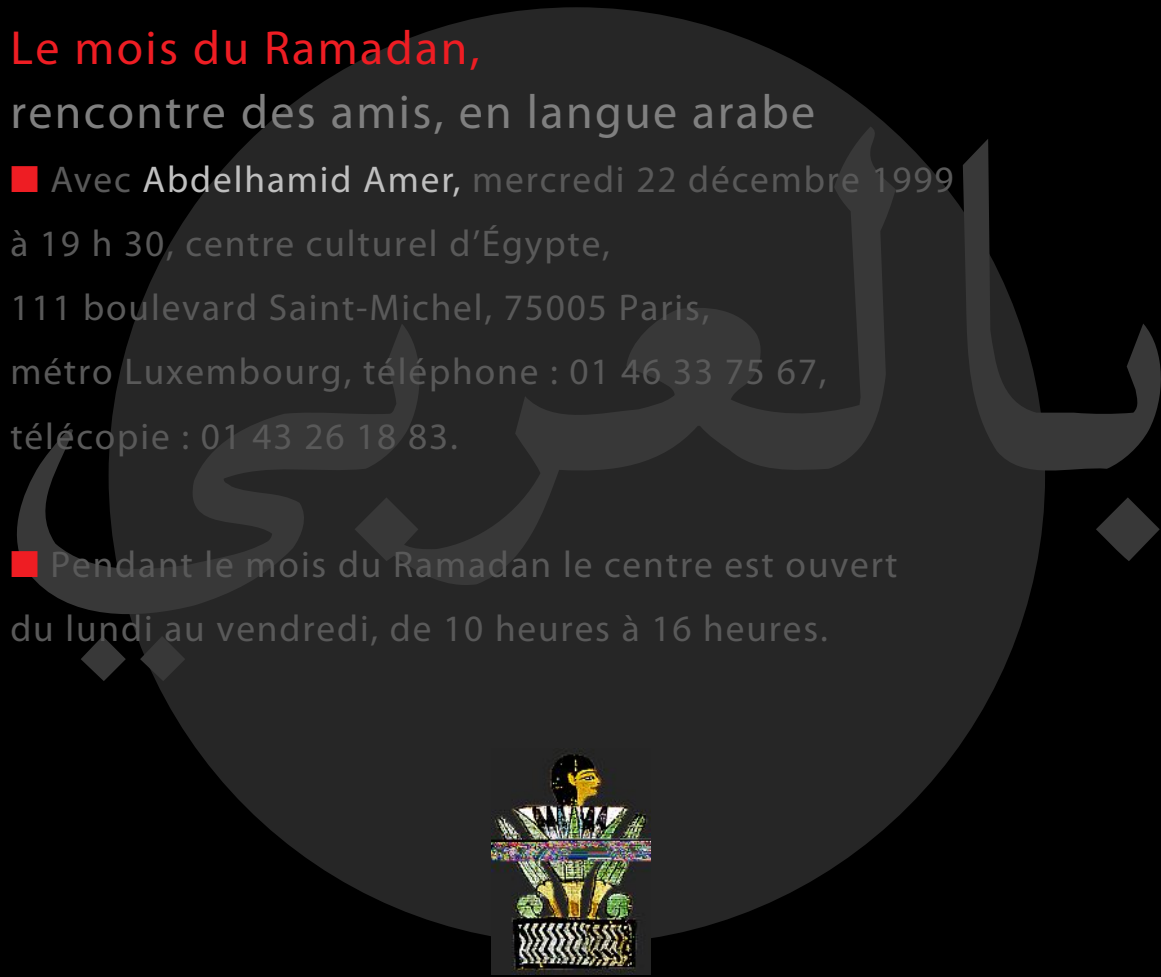 Le mois du Ramadan,
rencontre des amis, en langue arabe
Avec Abdelhamid Amer, mercredi 22 décembre 1999
à 19 h 30, centre culturel d’Égypte,
111 boulevard Saint-Michel, 75005 Paris,
métro Luxembourg, téléphone : 01 46 33 75 67,
télécopie : 01 43 26 18 83.
Pendant le mois du Ramadan le centre est ouvert
du lundi au vendredi, de 10 heures à 16 heures.
بالعربي